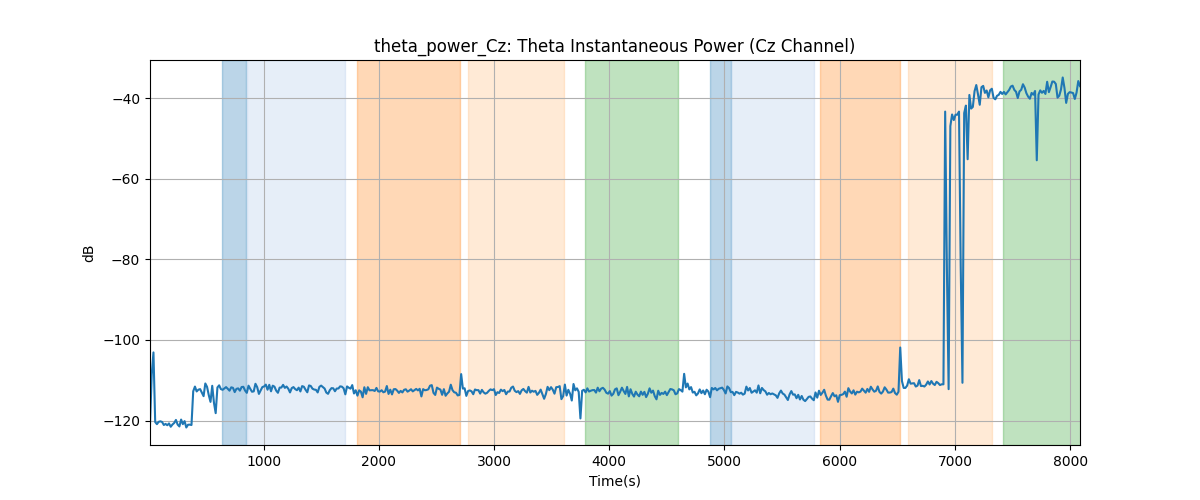 theta_power_Cz: Theta Instantaneous Power (Cz Channel)
dB
−40
−60
−80
−100
−120
1000 2000 3000 4000 5000 6000 7000 8000
Time(s)